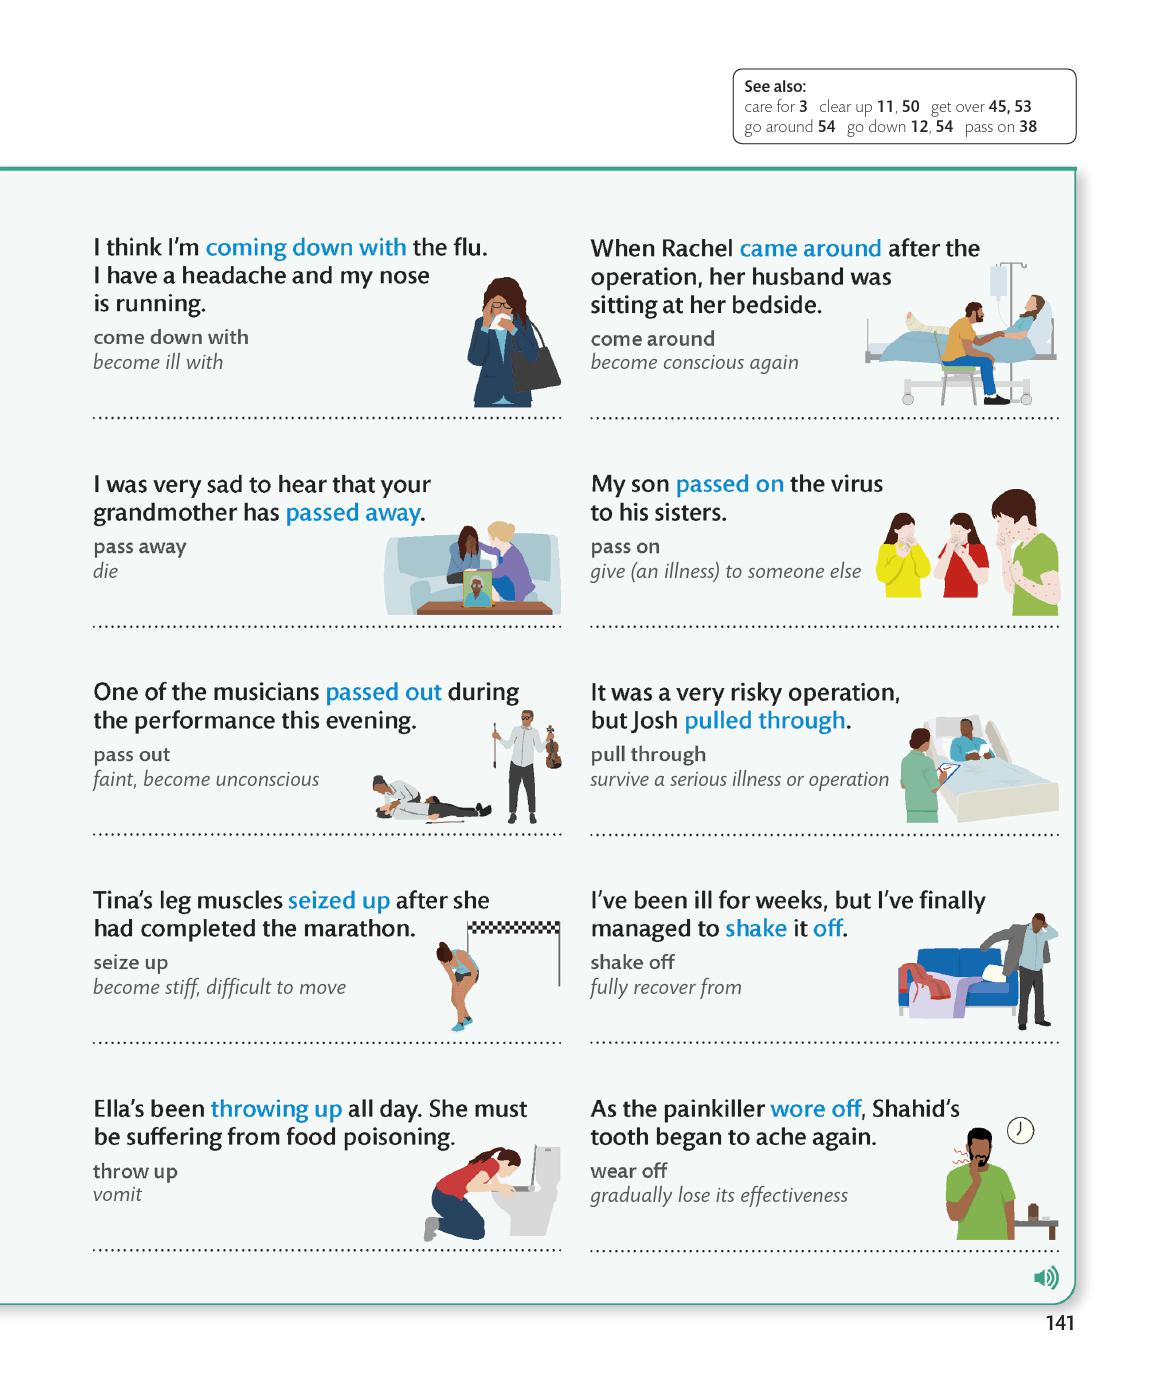 See also:
care for 3 clear up 11, 50 get over 45, 53
go around 54 go down 12, 54 pass on 38
I think I'm coming down with the flu.
I have a headache and my nose
is running.
come down with
become ill with
When Rachel came around after the
operation, her husband was
sitting at her bedside.
come around
become conscious again
I was very sad to hear that your
grandmother has passed away.
pass away
die
My son passed on the virus
to his sisters.
pass on
give (an illness) to someone else
One of the musicians passed out during
the performance this evening.
pass out
faint, become unconscious
It was a very risky operation,
but Josh pulled through.
pull through
survive a serious illness or operation
Tina's leg muscles seized up after she
had completed the marathon.
seize up
become stiff, difficult to move
I've been ill for weeks, but I've finally
managed to shake it off.
shake off
fully recover from
Ella's been throwing up all day. She must
be suffering from food poisoning.
throw up
vomit
As the painkiller wore off, Shahid's
tooth began to ache again.
wear off
gradually lose its effectiveness
141